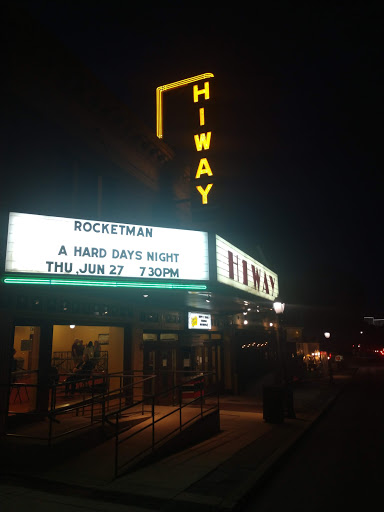 HIWAY
ROCKETMAN
A HARD DAYS NIGHT
THU,JUN 27 730PM
HIWAY